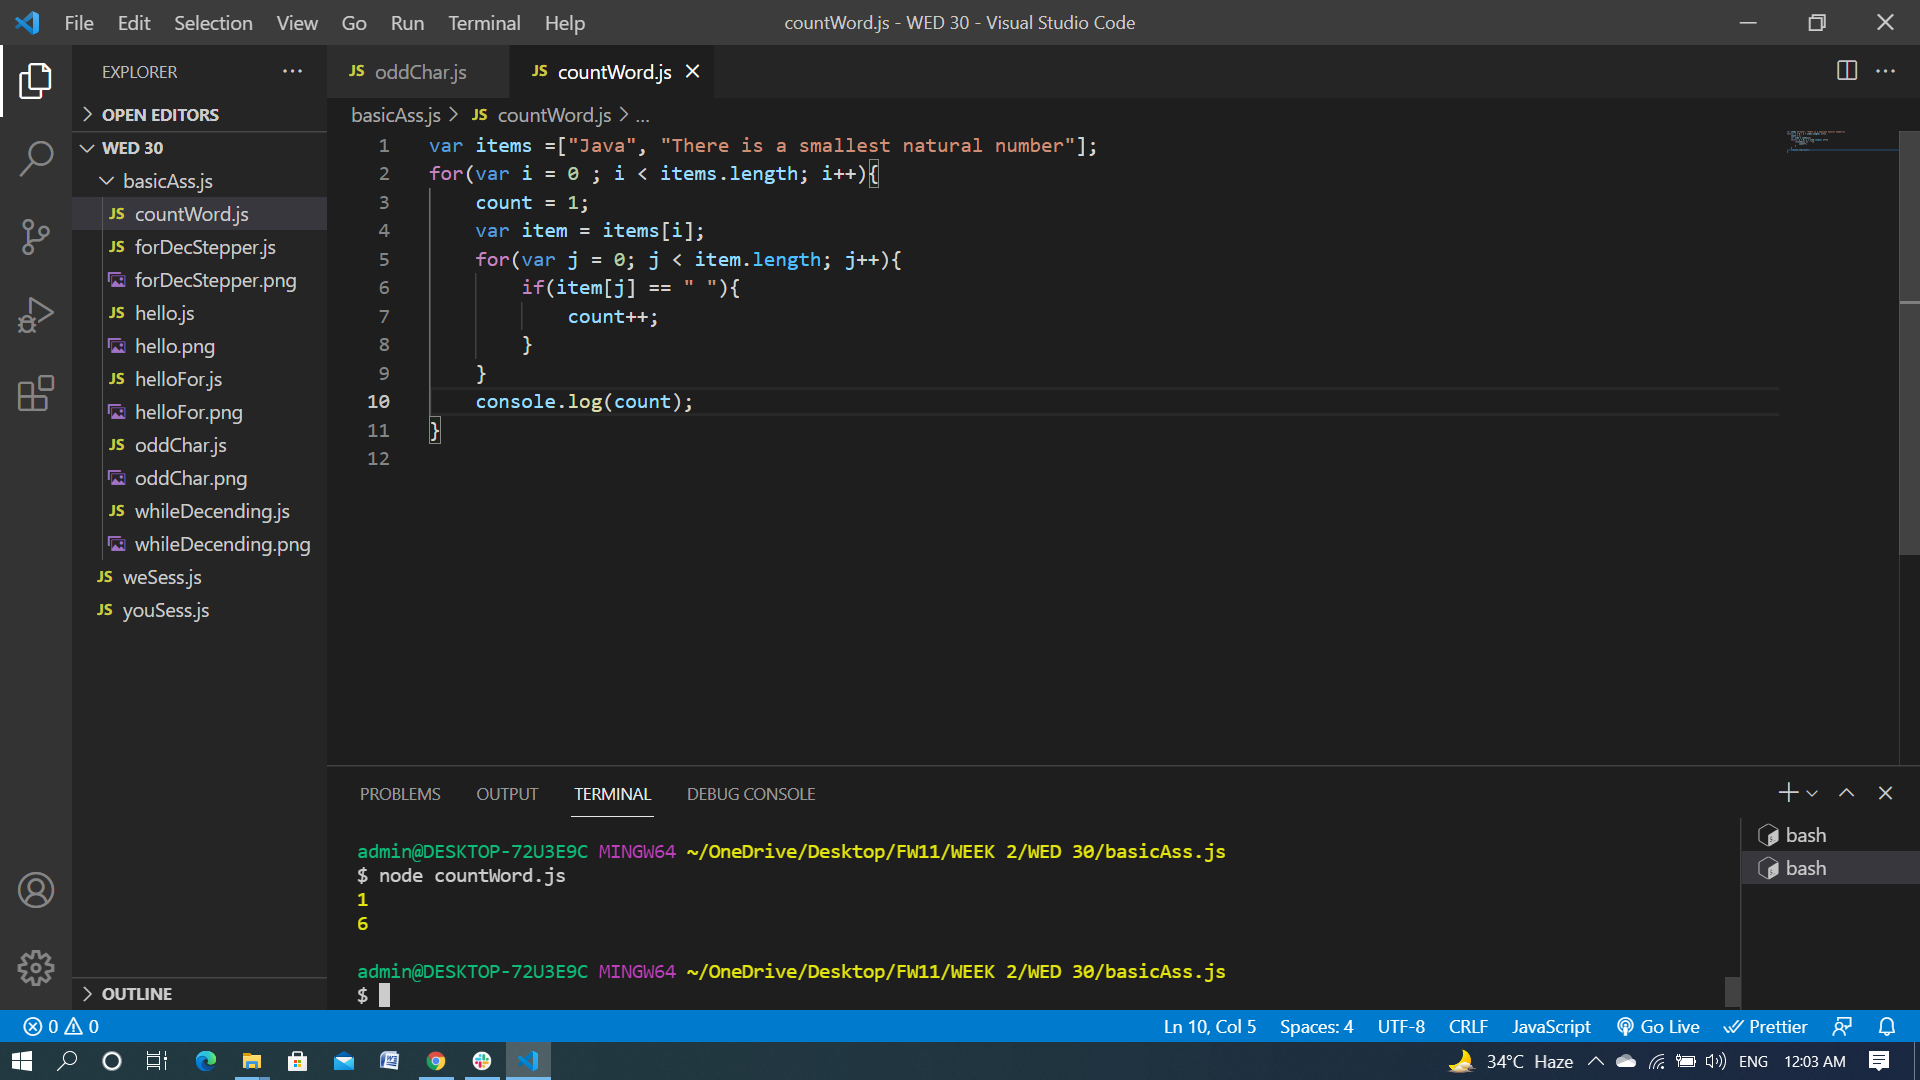 File Edit Selection View Go Run Terminal Help
countWord.js - WED 30 - Visual Studio Code
EXPLORER
OPEN EDITORS
WED 30
basicAss.js
JS countWord.js
JS forDecStepper.js
forDecStepper.png
JS hello.js
hello.png
JS helloFor.js
helloFor.png
JS oddChar.js
oddChar.png
JS whileDecending.js
whileDecending.png
JS weSess.js
JS youSess.js
OUTLINE
JS oddChar.js
JS countWord.js
basicAss.js > JS countWord.js > ...
1 var items =["Java", "There is a smallest natural number"];
2 for(var i = 0 ; i < items.length; i++){
3 count = 1;
4 var item = items[i];
5 for(var j = 0; j < item.length; j++){
6 if(item[j] == " "){
7 count++;
8 }
9 }
10 console.log(count);
11 }
12
PROBLEMS OUTPUT TERMINAL DEBUG CONSOLE
admin@DESKTOP-72U3E9C MINGW64 ~/OneDrive/Desktop/FW11/WEEK 2/WED 30/basicAss.js
$ node countWord.js
1
6
admin@DESKTOP-72U3E9C MINGW64 ~/OneDrive/Desktop/FW11/WEEK 2/WED 30/basicAss.js
$
bash
bash
0 0
Ln 10, Col 5 Spaces: 4 UTF-8 CRLF JavaScript Go Live Prettier
34°C Haze ENG 12:03 AM